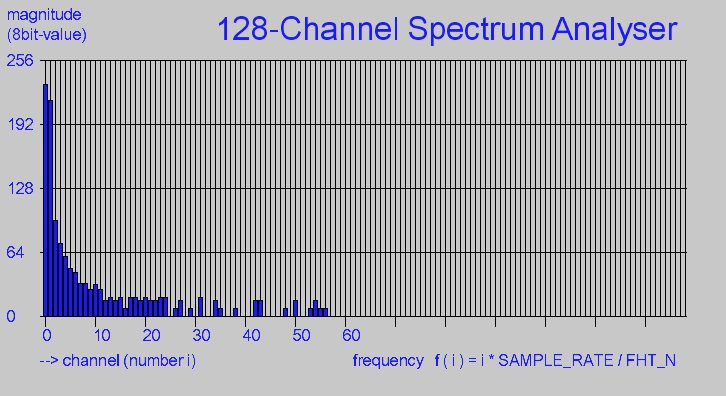 magnitude
(8bit-value)
128-Channel Spectrum Analyser
256
192
128
64
0
0 10 20 30 40 50 60
--> channel (number i)
frequency f ( i ) = i * SAMPLE_RATE / FHT_N